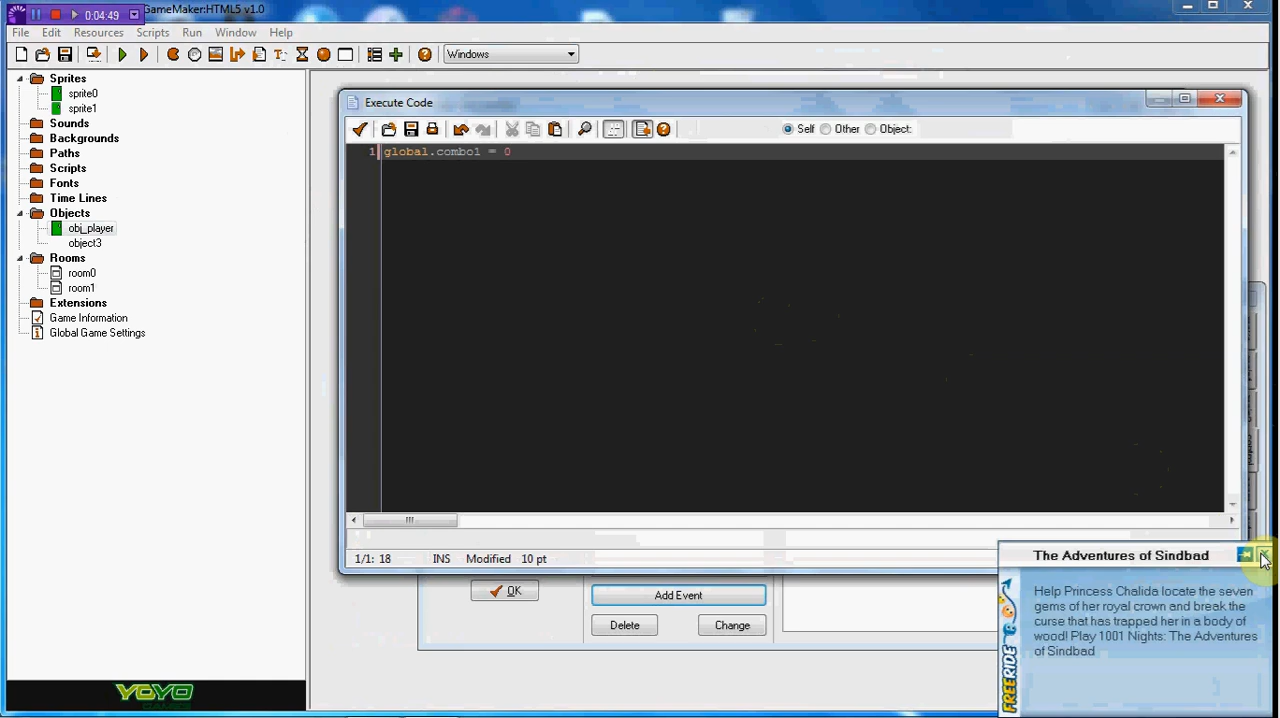 0:04:49
GameMaker:HTML5 v1.0
File Edit Resources Scripts Run Window Help
Windows
Sprites
sprite0
sprite1
Sounds
Backgrounds
Paths
Scripts
Fonts
Time Lines
Objects
obj_player
object3
Rooms
room0
room1
Extensions
Game Information
Global Game Settings
YOYO
GAMES
Execute Code
Self Other Object:
1 global.combo1 = 0
1/1: 18 INS Modified 10 pt
OK
Add Event
Delete Change
The Adventures of Sindbad
Help Princess Chalida locate the seven
gems of her royal crown and break the
curse that has trapped her in a body of
wood! Play 1001 Nights: The Adventures
of Sindbad
FREERIDE